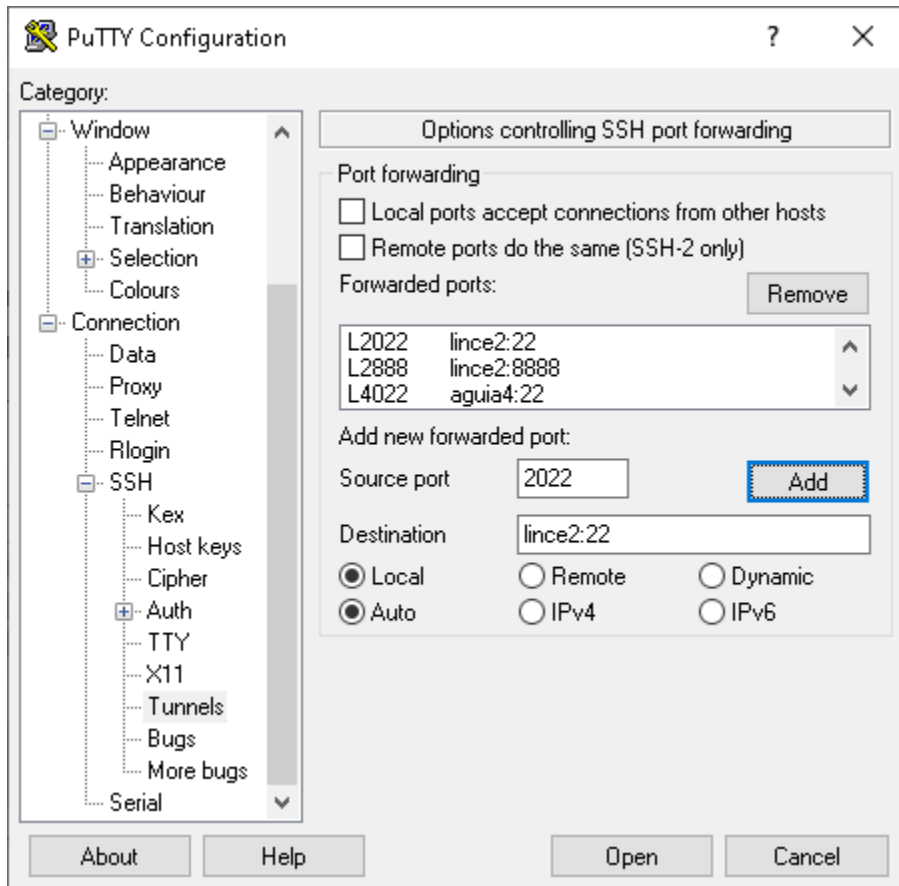 PuTTY Configuration ?
Category:
Window
Appearance
Behaviour
Translation
Selection
Colours
Connection
Data
Proxy
Telnet
Rlogin
SSH
Kex
Host keys
Cipher
Auth
TTY
X11
Tunnels
Bugs
More bugs
Serial
Options controlling SSH port forwarding
Port forwarding
Local ports accept connections from other hosts
Remote ports do the same (SSH-2 only)
Forwarded ports: Remove
L2022 lince2:22
L2888 lince2:8888
L4022 aguia4:22
Add new forwarded port:
Source port 2022 Add
Destination lince2:22
Local Remote Dynamic
Auto IPv4 IPv6
About Help Open Cancel